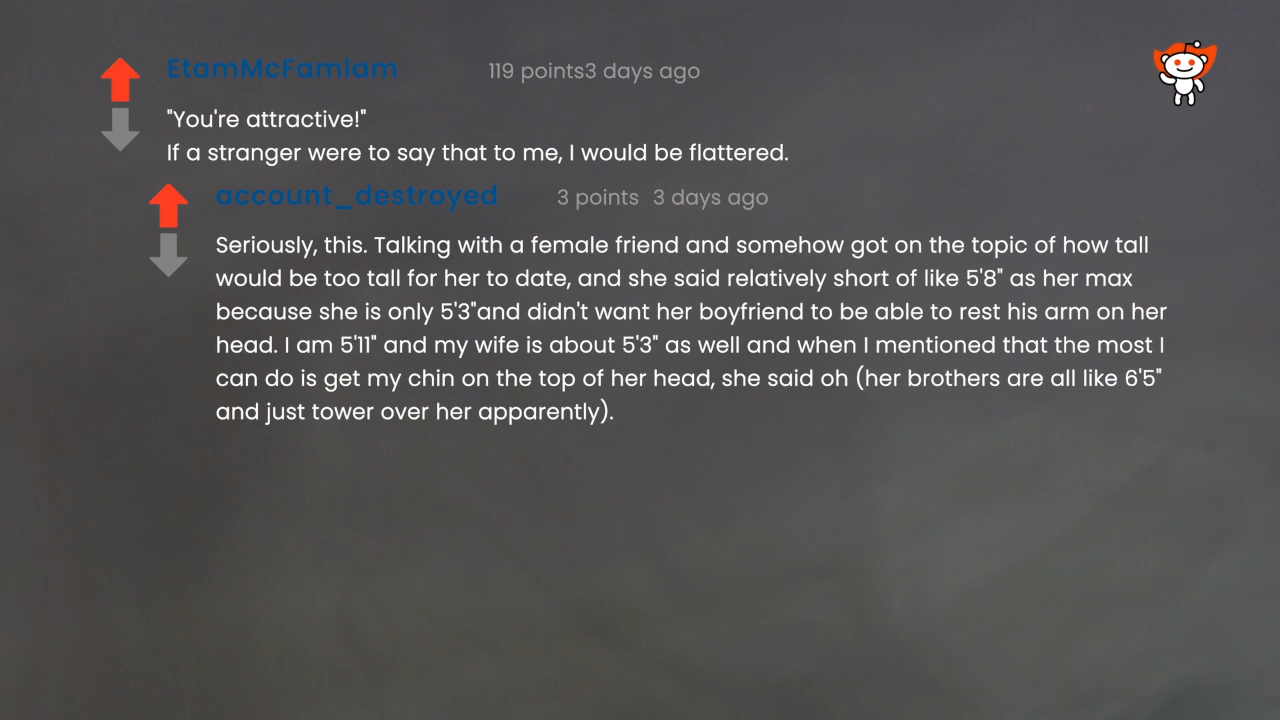 EtamMcFamlam 119 points3 days ago
"You're attractive!"
If a stranger were to say that to me, I would be flattered.
account_destroyed 3 points 3 days ago
Seriously, this. Talking with a female friend and somehow got on the topic of how tall
would be too tall for her to date, and she said relatively short of like 5'8" as her max
because she is only 5'3"and didn't want her boyfriend to be able to rest his arm on her
head. I am 5'11" and my wife is about 5'3" as well and when I mentioned that the most I
can do is get my chin on the top of her head, she said oh (her brothers are all like 6'5"
and just tower over her apparently).